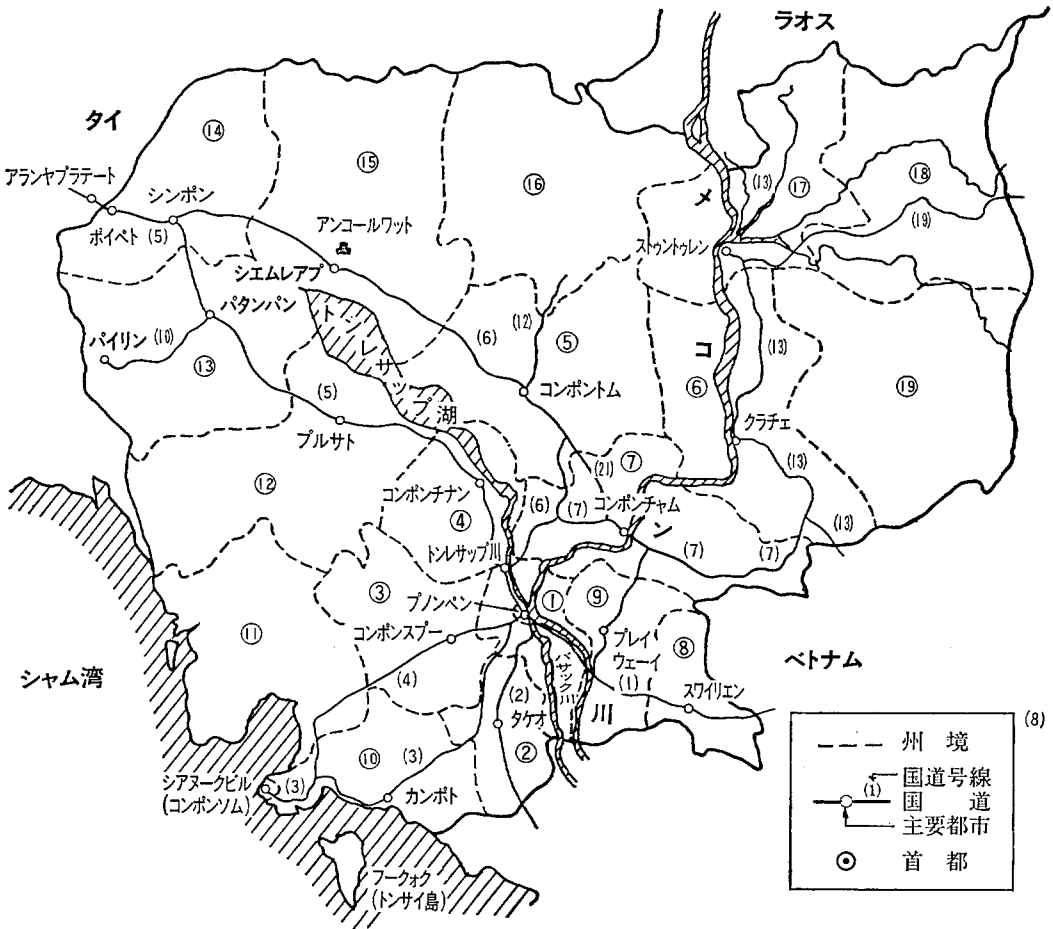 ラオス
タイ
⑭
⑮
⑯
⑰
⑱
(13)
(19)
アランヤプラテート
シンポン
ポイペト
(5)
アンコールワット
シエムレアプ
ストゥントゥレン
メコン川
バタンバン
パイリン
(10)
⑬
トンレサップ湖
(6)
(12)
⑤
⑥
(13)
⑲
(5)
プルサト
コンポントム
クラチェ
⑫
コンポンチナン
④
(6)
(21)
⑦
(7)
コンポンチャム
(13)
(13)
(7)
(7)
トンレサップ川
③
プノンペン
①
⑨
コンポンスプー
⑪
プレイ
ウェーイ
⑧
ベトナム
シャム湾
(4)
(2)
バサック川
(1)
スワイリエン
タケオ
②
⑩
(3)
シアヌークビル
(コンポンソム)
(3)
カンポト
フークォク
(トンサイ島)
州境
(1)
国道号線
国道
主要都市
首都
(8)